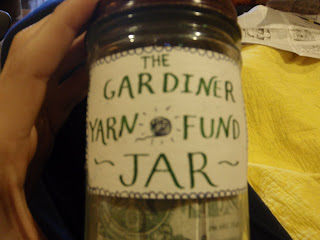 THE
GARDINER
YARN FUND
~ JAR ~